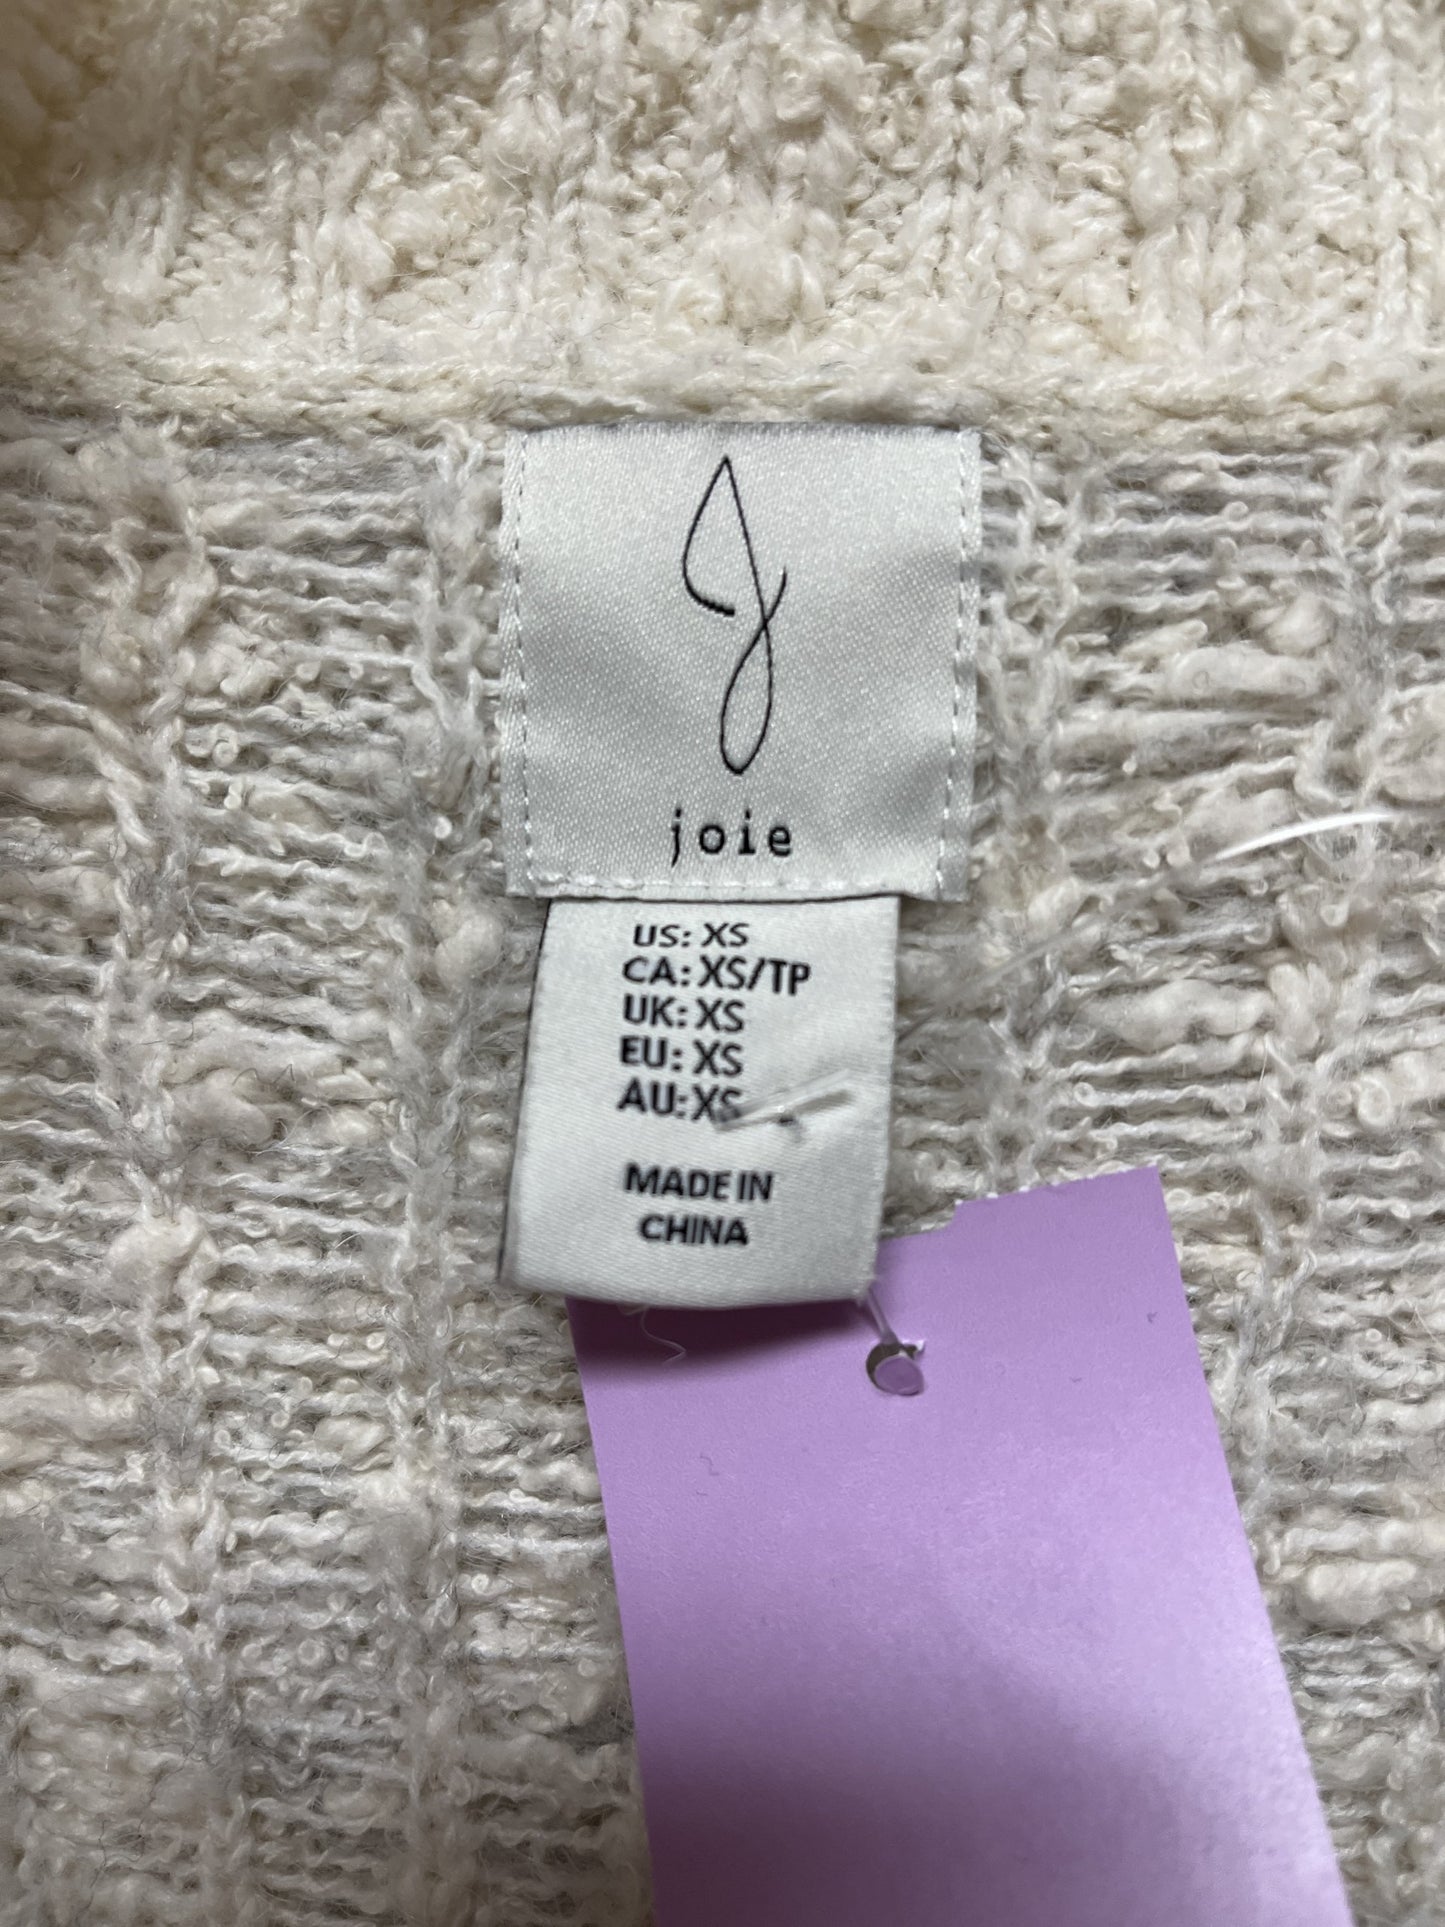 joie
US: XS
CA: XS/TP
UK: XS
EU: XS
AU: XS
MADE IN
CHINA